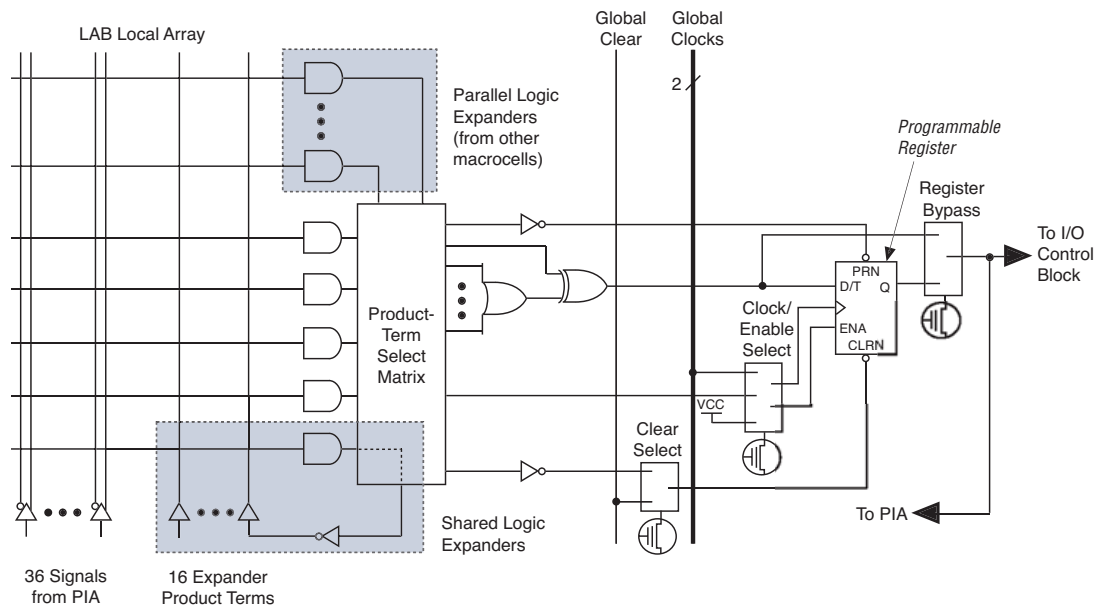 LAB Local Array
Global
Clear
Global
Clocks
2
Parallel Logic
Expanders
(from other
macrocells)
Programmable
Register
Register
Bypass
To I/O
Control
Block
PRN
D/T
Q
ENA
CLRN
Clock/
Enable
Select
Product-
Term
Select
Matrix
VCC
Clear
Select
To PIA
Shared Logic
Expanders
36 Signals
from PIA
16 Expander
Product Terms